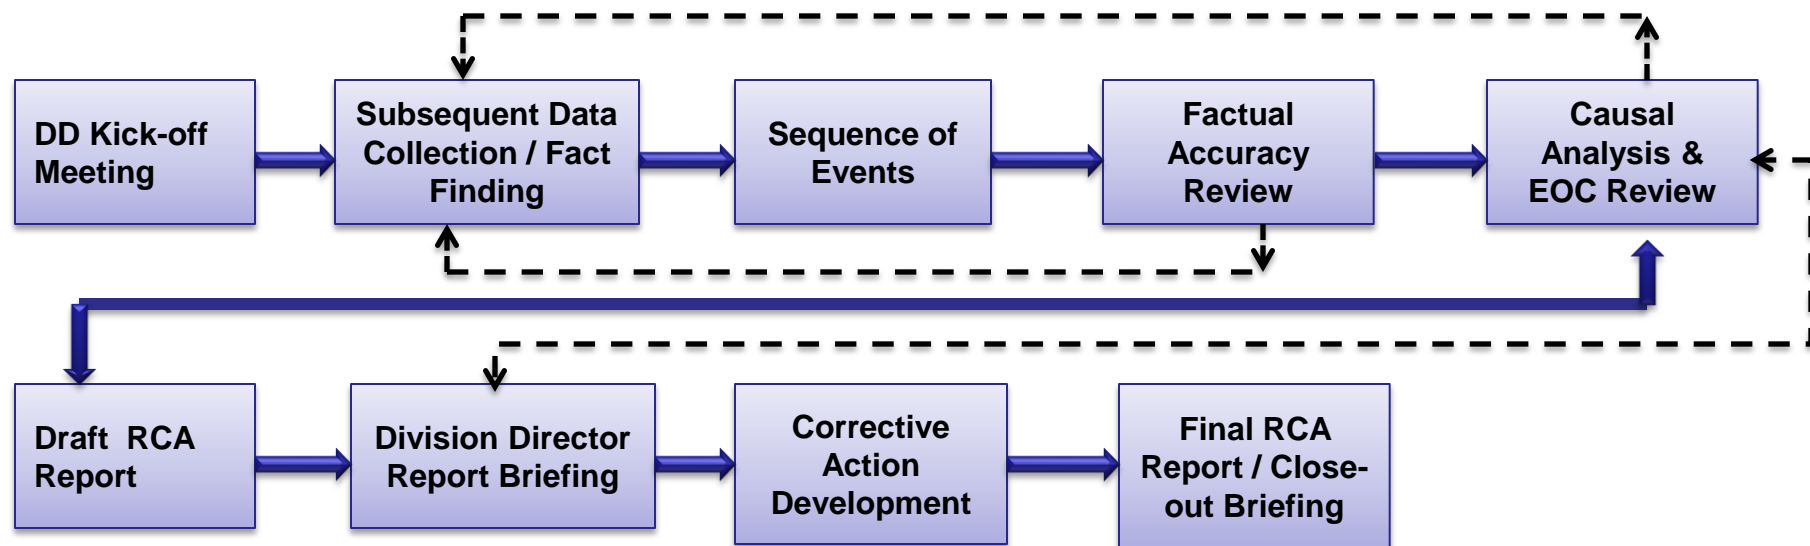 DD Kick-off
Meeting
Subsequent Data
Collection / Fact
Finding
Sequence of
Events
Factual
Accuracy
Review
Causal
Analysis &
EOC Review
Draft  RCA
Report
Division Director
Report Briefing
Corrective
Action
Development
Final RCA
Report / Close-
out Briefing